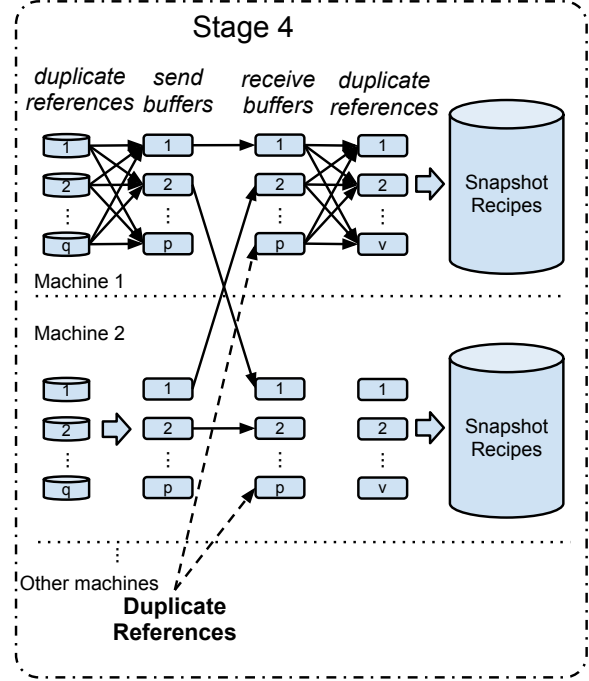 Stage 4
duplicate references
send buffers
receive buffers
duplicate references
1 1 1 1
2 2 2 2
⋮ ⋮ ⋮ ⋮
q p p v
Snapshot
Recipes
Machine 1
Machine 2
1 1 1 1
2 2 2 2
⋮ ⋮ ⋮ ⋮
q p p v
Snapshot
Recipes
⋮
Other machines
Duplicate
References